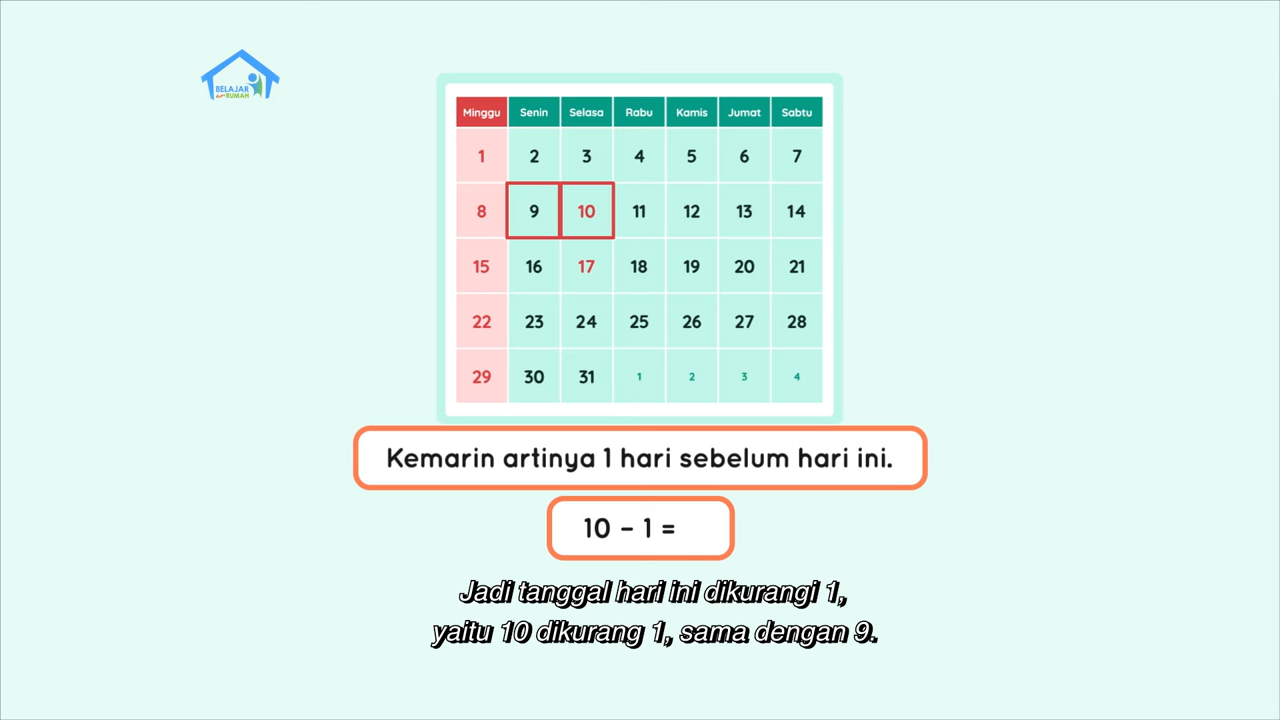 BELAJAR
dari RUMAH
Minggu Senin Selasa Rabu Kamis Jumat Sabtu
1 2 3 4 5 6 7
8 9 10 11 12 13 14
15 16 17 18 19 20 21
22 23 24 25 26 27 28
29 30 31 1 2 3 4
Kemarin artinya 1 hari sebelum hari ini.
10 - 1 =
Jadi tanggal hari ini dikurangi 1,
yaitu 10 dikurang 1, sama dengan 9.